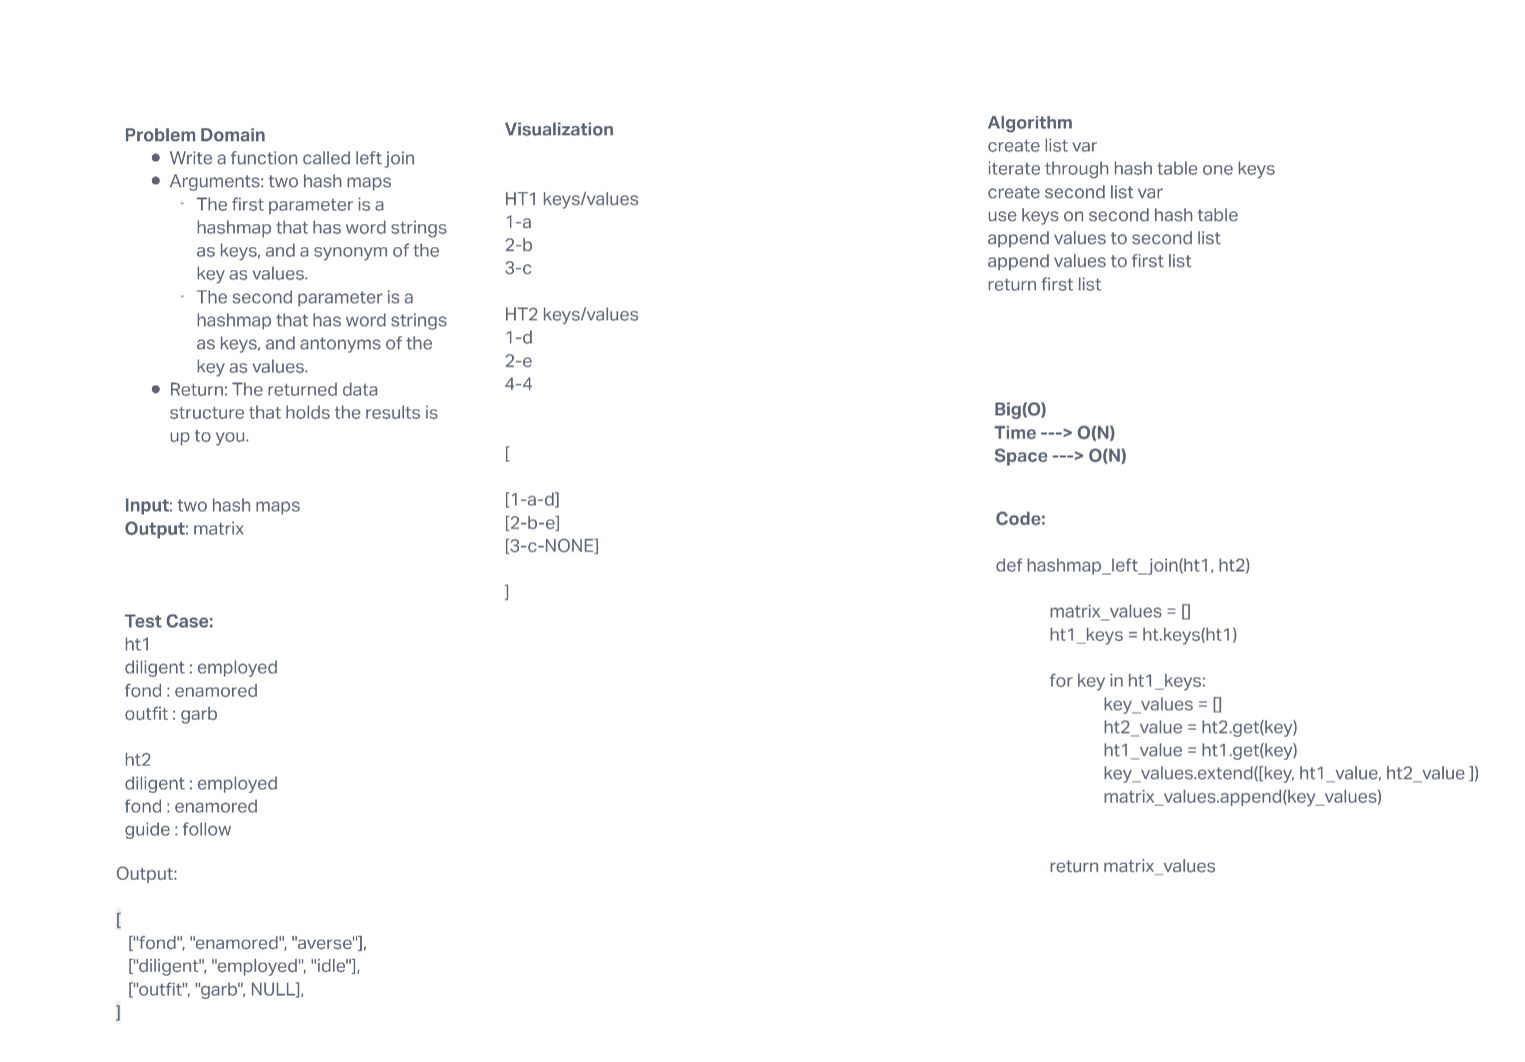 Problem Domain
● Write a function called left join
● Arguments: two hash maps
- The first parameter is a
hashmap that has word strings
as keys, and a synonym of the
key as values.
- The second parameter is a
hashmap that has word strings
as keys, and antonyms of the
key as values.
● Return: The returned data
structure that holds the results is
up to you.
Input: two hash maps
Output: matrix
Test Case:
ht1
diligent : employed
fond : enamored
outfit : garb
ht2
diligent : employed
fond : enamored
guide : follow
Output:
[
["fond", "enamored", "averse"],
["diligent", "employed", "idle"],
["outfit", "garb", NULL],
]
Visualization
HT1 keys/values
1-a
2-b
3-c
HT2 keys/values
1-d
2-e
4-4
[
[1-a-d]
[2-b-e]
[3-c-NONE]
]
Algorithm
create list var
iterate through hash table one keys
create second list var
use keys on second hash table
append values to second list
append values to first list
return first list
Big(O)
Time ---> O(N)
Space ---> O(N)
Code:
def hashmap_left_join(ht1, ht2)
matrix_values = []
ht1_keys = ht.keys(ht1)
for key in ht1_keys:
key_values = []
ht2_value = ht2.get(key)
ht1_value = ht1.get(key)
key_values.extend([key, ht1_value, ht2_value ])
matrix_values.append(key_values)
return matrix_values